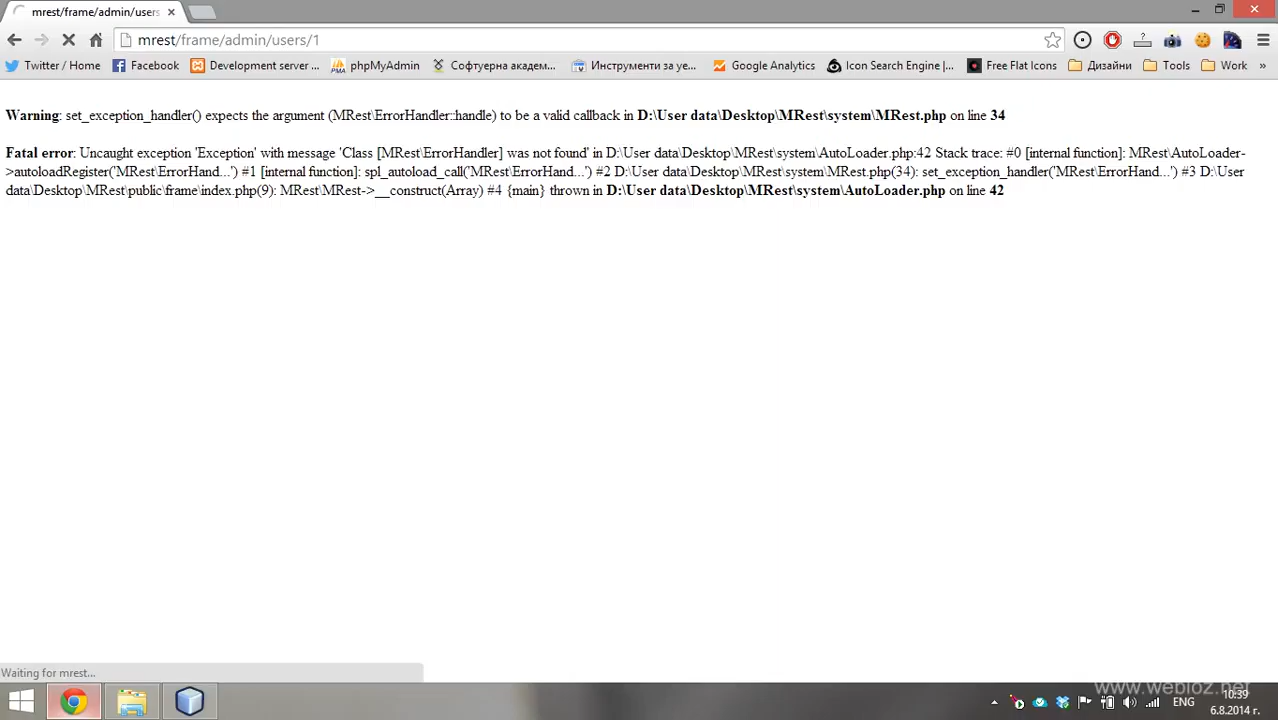 mrest/frame/admin/users
mrest/frame/admin/users/1
Twitter / Home Facebook Development server ... phpMyAdmin Софтуерна академ... Инструменти за уе... Google Analytics Icon Search Engine |... Free Flat Icons Дизайни Tools Work »
Warning: set_exception_handler() expects the argument (MRest\ErrorHandler::handle) to be a valid callback in D:\User data\Desktop\MRest\system\MRest.php on line 34
Fatal error: Uncaught exception 'Exception' with message 'Class [MRest\ErrorHandler] was not found' in D:\User data\Desktop\MRest\system\AutoLoader.php:42 Stack trace: #0 [internal function]: MRest\AutoLoader-
>autoloadRegister('MRest\ErrorHand...') #1 [internal function]: spl_autoload_call('MRest\ErrorHand...') #2 D:\User data\Desktop\MRest\system\MRest.php(34): set_exception_handler('MRest\ErrorHand...') #3 D:\User
data\Desktop\MRest\public\frame\index.php(9): MRest\MRest->__construct(Array) #4 {main} thrown in D:\User data\Desktop\MRest\system\AutoLoader.php on line 42
Waiting for mrest...
www.webioz.net
ENG 10:39
6.8.2014 г.